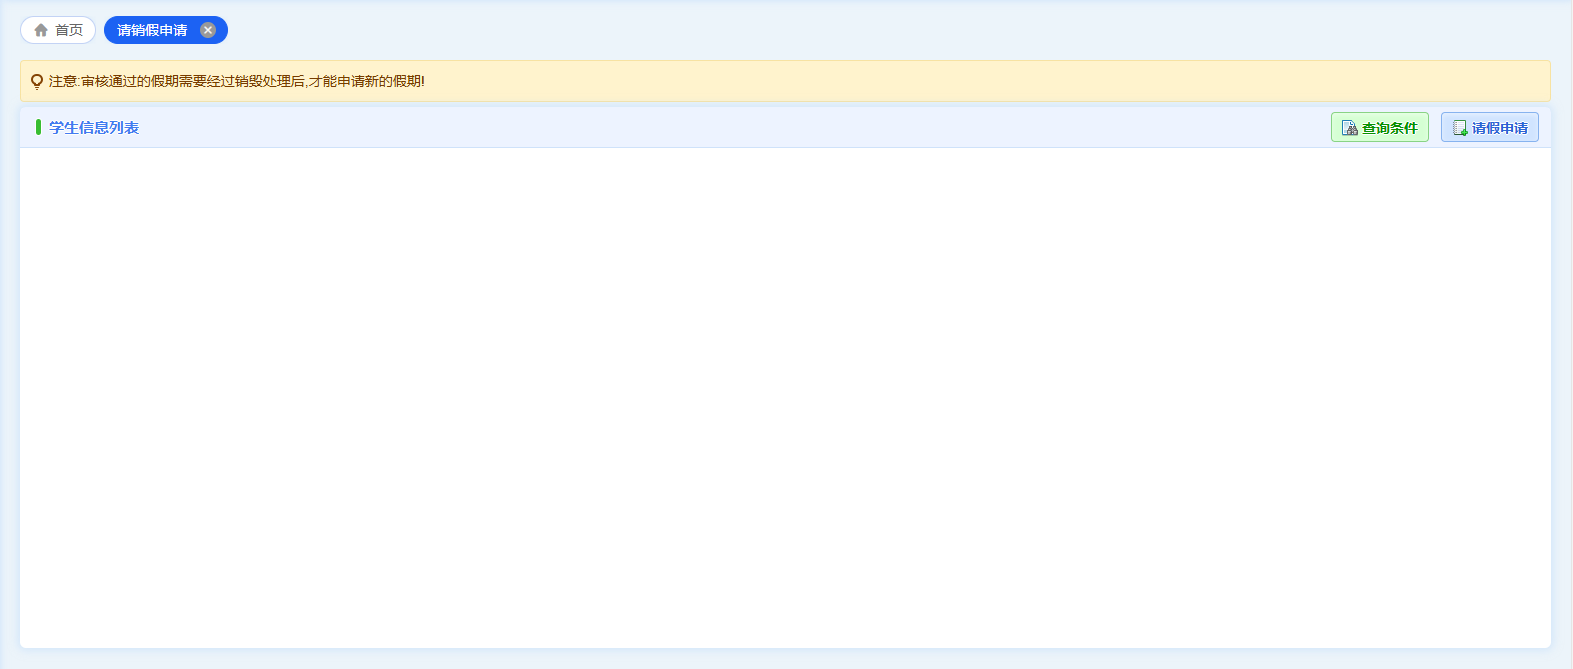 首页
请销假申请
注意:审核通过的假期需要经过销毁处理后,才能申请新的假期!
学生信息列表
查询条件
请假申请